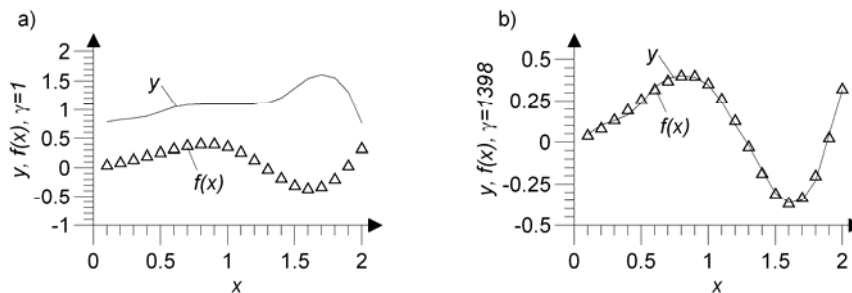 a)
y, f(x), γ=1
2
1.5
1
0.5
0
-0.5
-1
y
f(x)
0 0.5 1 1.5 2
x
b)
y, f(x), γ=1398
0.5
0.25
0
-0.25
-0.5
y
f(x)
0 0.5 1 1.5 2
x